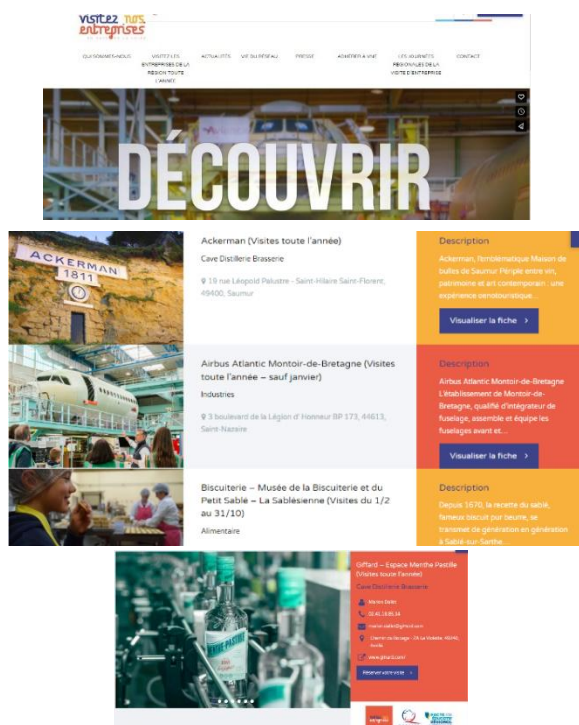 visitez nos
entreprises
QUI SOMMES-NOUS
VISITEZ LES
ENTREPRISES DE LA
RÉGION TOUTE
L'ANNÉE
ACTUALITÉS
VIE DU RÉSEAU
PRESSE
ADHÉRER À VNE
LES JOURNÉES
RÉGIONALES DE LA
VISITE D'ENTREPRISE
CONTACT
DÉCOUVRIR
ACKERMAN
1811
Ackerman (Visites toute l'année)
Cave Distillerie Brasserie
19 rue Léopold Palustre - Saint-Hilaire Saint-Florent,
49400, Saumur
Description
Ackerman, l'emblématique Maison de
bulles de Saumur Périple entre vin,
patrimoine et art contemporain : une
expérience oenotouristique...
Visualiser la fiche >
Airbus Atlantic Montoir-de-Bretagne (Visites
toute l'année – sauf janvier)
Industries
3 boulevard de la Légion d'Honneur BP 173, 44613,
Saint-Nazaire
Description
Airbus Atlantic Montoir-de-Bretagne
L'établissement de Montoir-de-
Bretagne, qualifié d'intégrateur de
fuselage, assemble et équipe les
fuselages avant et...
Visualiser la fiche >
Biscuiterie – Musée de la Biscuiterie et du
Petit Sablé – La Sablésienne (Visites du 1/2
au 31/10)
Alimentaire
Description
Depuis 1670, la recette du sablé,
fameux biscuit pur beurre, se
transmet de génération en génération
à Sablé-sur-Sarthe.
MENTHE-PASTILLE
Giffard – Espace Menthe Pastille
(Visites toute l'année)
Cave Distillerie Brasserie
www.giffard.com/
Réservez votre visite >